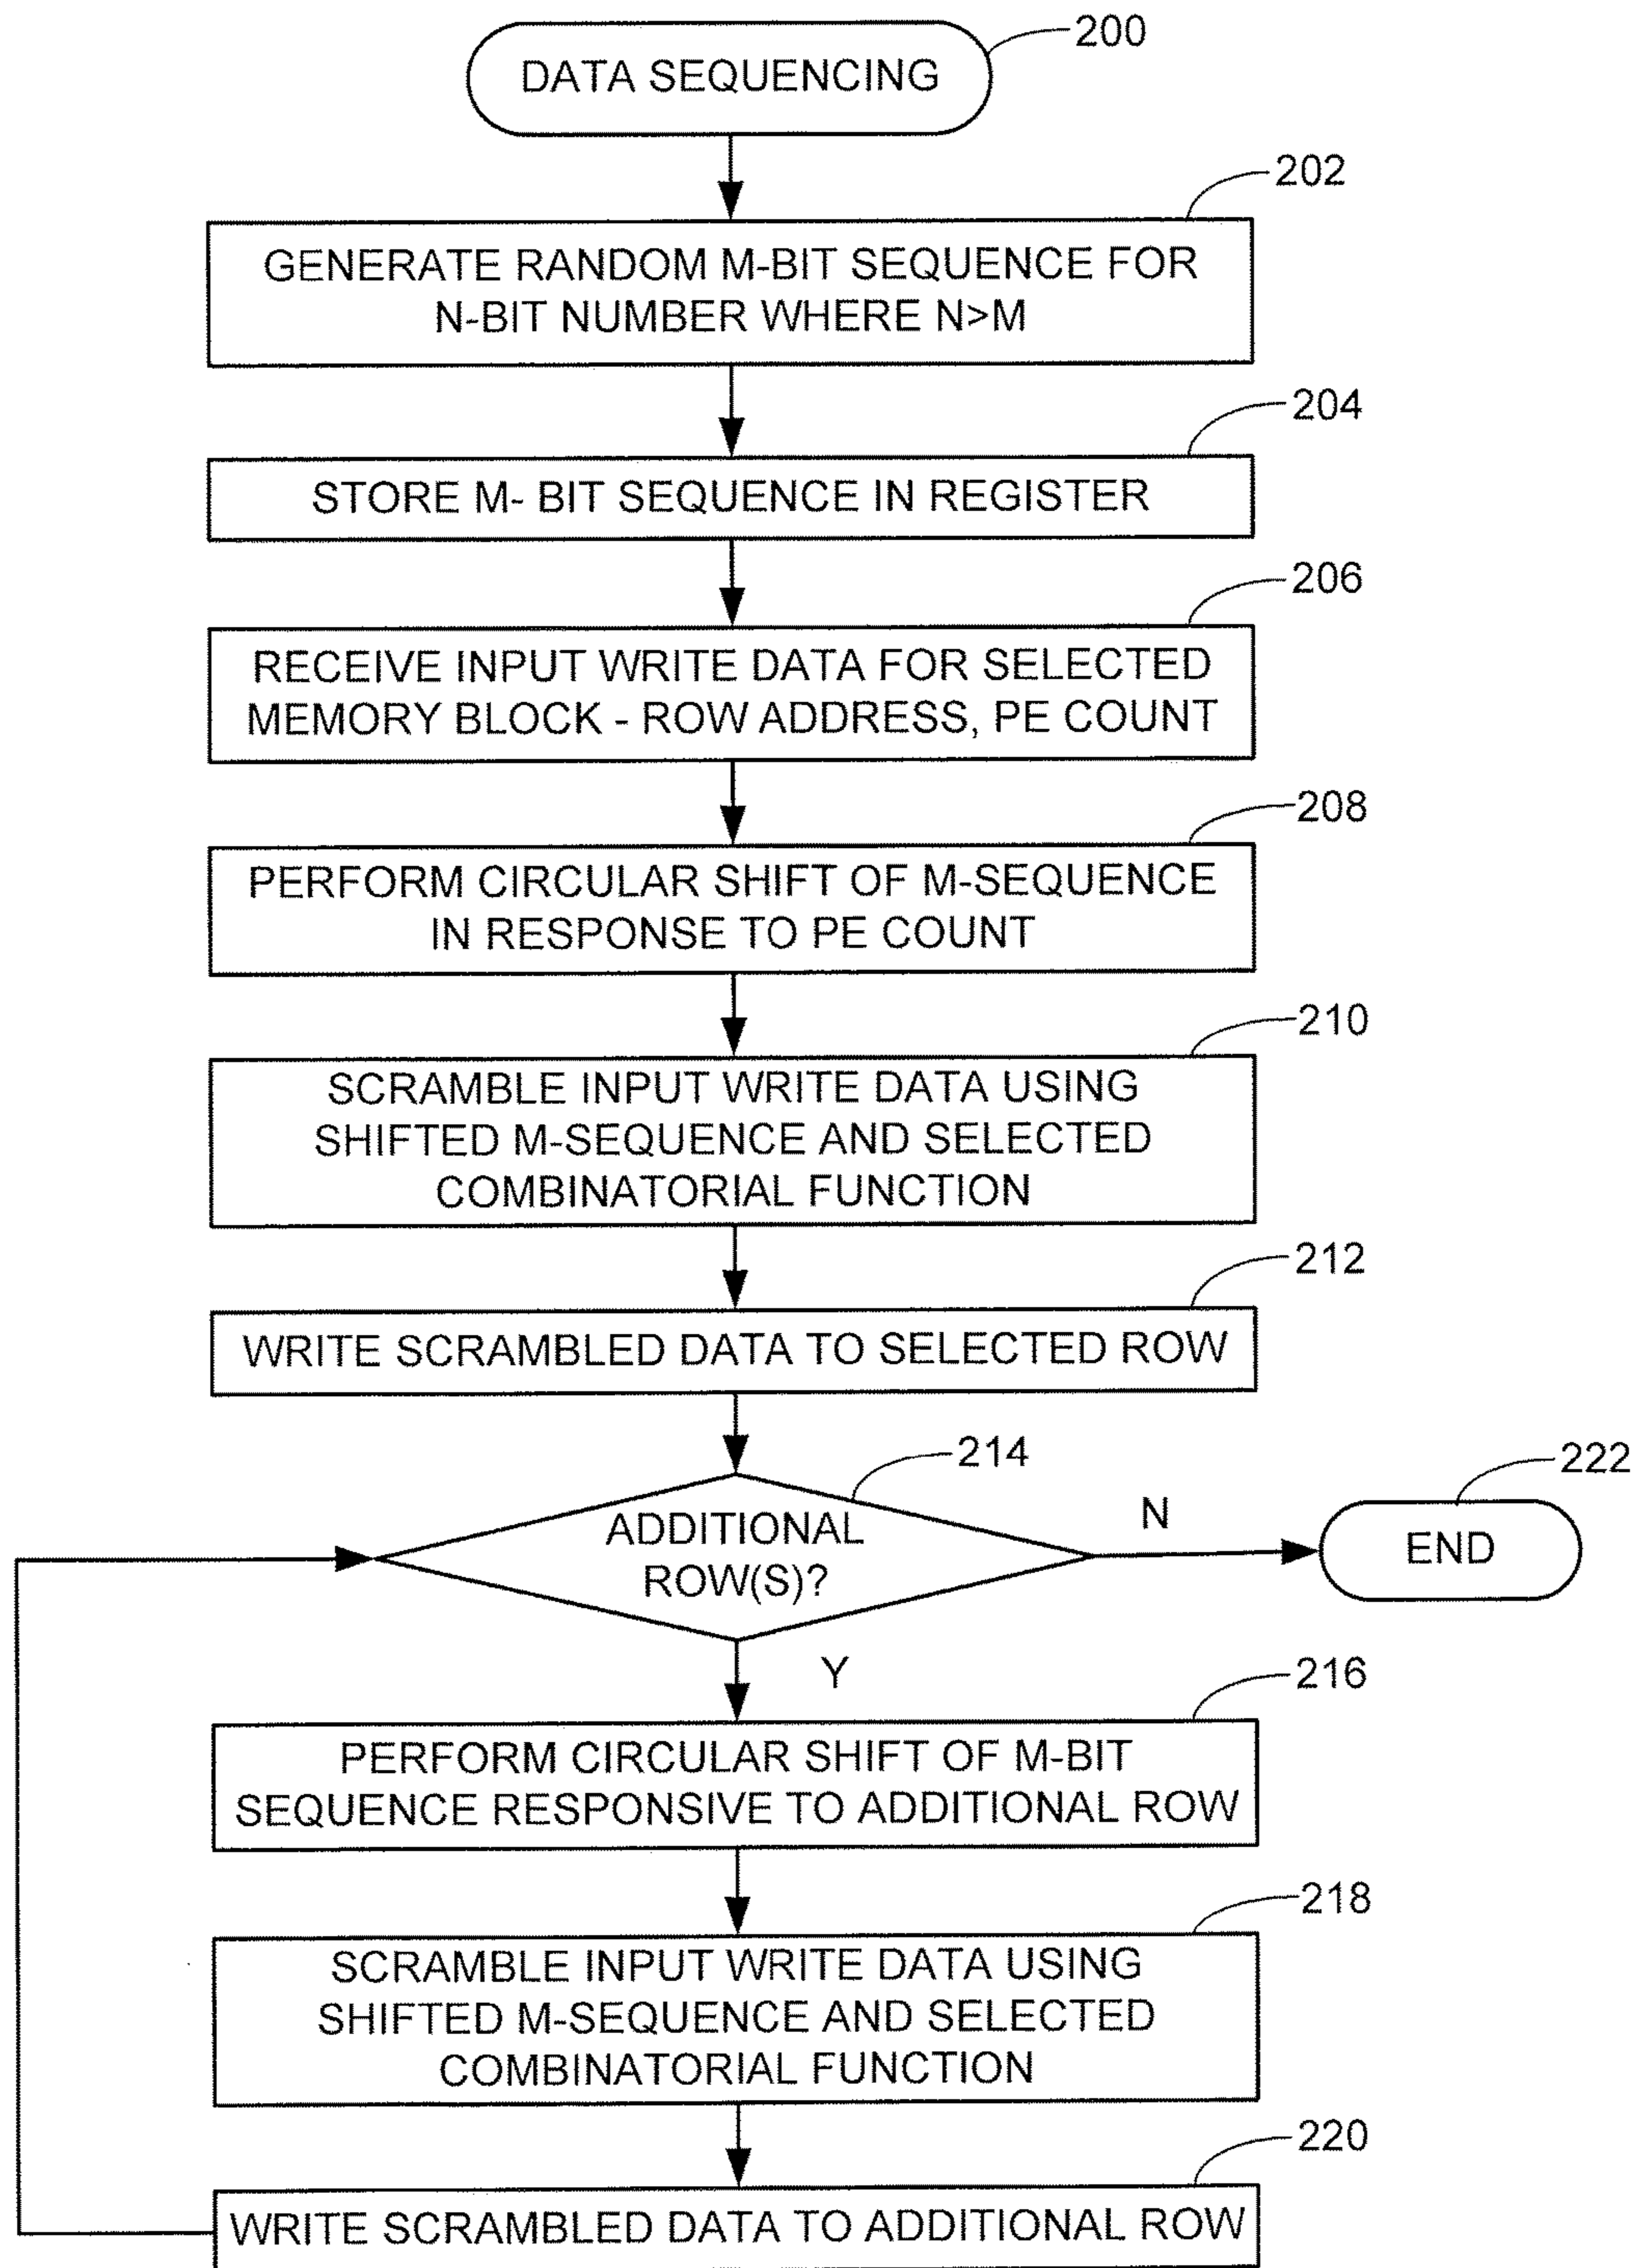 200
DATA SEQUENCING
202
GENERATE RANDOM M-BIT SEQUENCE FOR
N-BIT NUMBER WHERE N>M
204
STORE M- BIT SEQUENCE IN REGISTER
206
RECEIVE INPUT WRITE DATA FOR SELECTED
MEMORY BLOCK - ROW ADDRESS, PE COUNT
208
PERFORM CIRCULAR SHIFT OF M-SEQUENCE
IN RESPONSE TO PE COUNT
210
SCRAMBLE INPUT WRITE DATA USING
SHIFTED M-SEQUENCE AND SELECTED
COMBINATORIAL FUNCTION
212
WRITE SCRAMBLED DATA TO SELECTED ROW
214
222
ADDITIONAL
ROW(S)?
N
END
Y
216
PERFORM CIRCULAR SHIFT OF M-BIT
SEQUENCE RESPONSIVE TO ADDITIONAL ROW
218
SCRAMBLE INPUT WRITE DATA USING
SHIFTED M-SEQUENCE AND SELECTED
COMBINATORIAL FUNCTION
220
WRITE SCRAMBLED DATA TO ADDITIONAL ROW